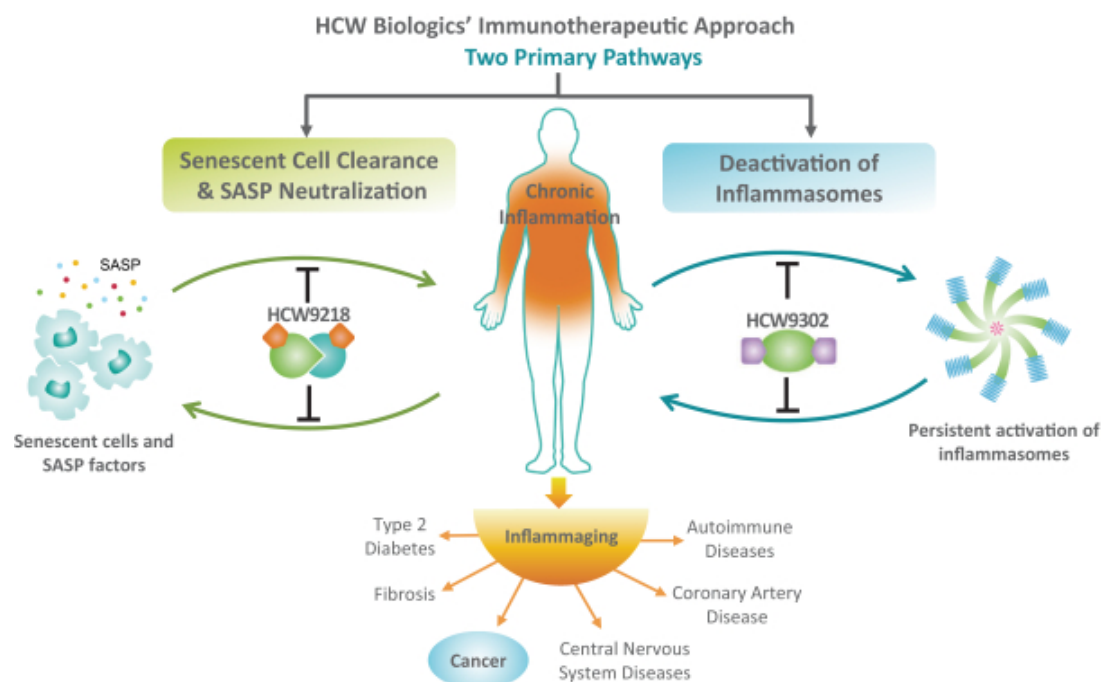 HCW Biologics’ Immunotherapeutic Approach
Two Primary Pathways
Senescent Cell Clearance
& SASP Neutralization
Deactivation of
Inflammasomes
Chronic
Inflammation
SASP
HCW9218
HCW9302
Senescent cells and
SASP factors
Persistent activation of
inflammasomes
Inflammaging
Type 2
Diabetes
Autoimmune
Diseases
Fibrosis
Coronary Artery
Disease
Cancer
Central Nervous
System Diseases